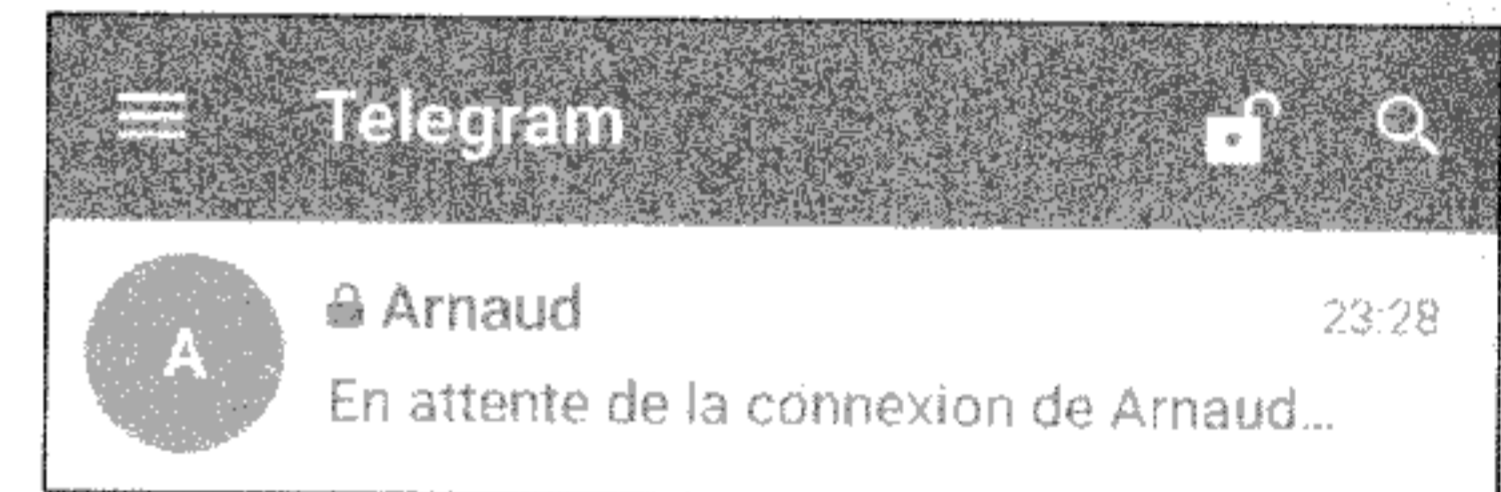 Telegram
A
Arnaud
23:28
En attente de la connexion de Arnaud...